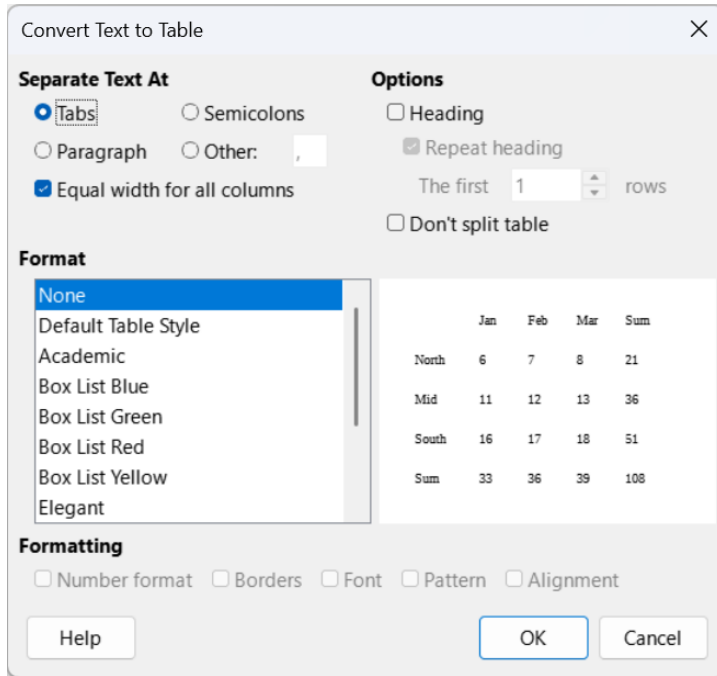 Convert Text to Table
Separate Text At
Tabs
Semicolons
Paragraph
Other: ,
Equal width for all columns
Options
Heading
Repeat heading
The first 1 rows
Don't split table
Format
None
Default Table Style
Academic
Box List Blue
Box List Green
Box List Red
Box List Yellow
Elegant
Jan Feb Mar Sum
North 6 7 8 21
Mid 11 12 13 36
South 16 17 18 51
Sum 33 36 39 108
Formatting
Number format Borders Font Pattern Alignment
Help OK Cancel